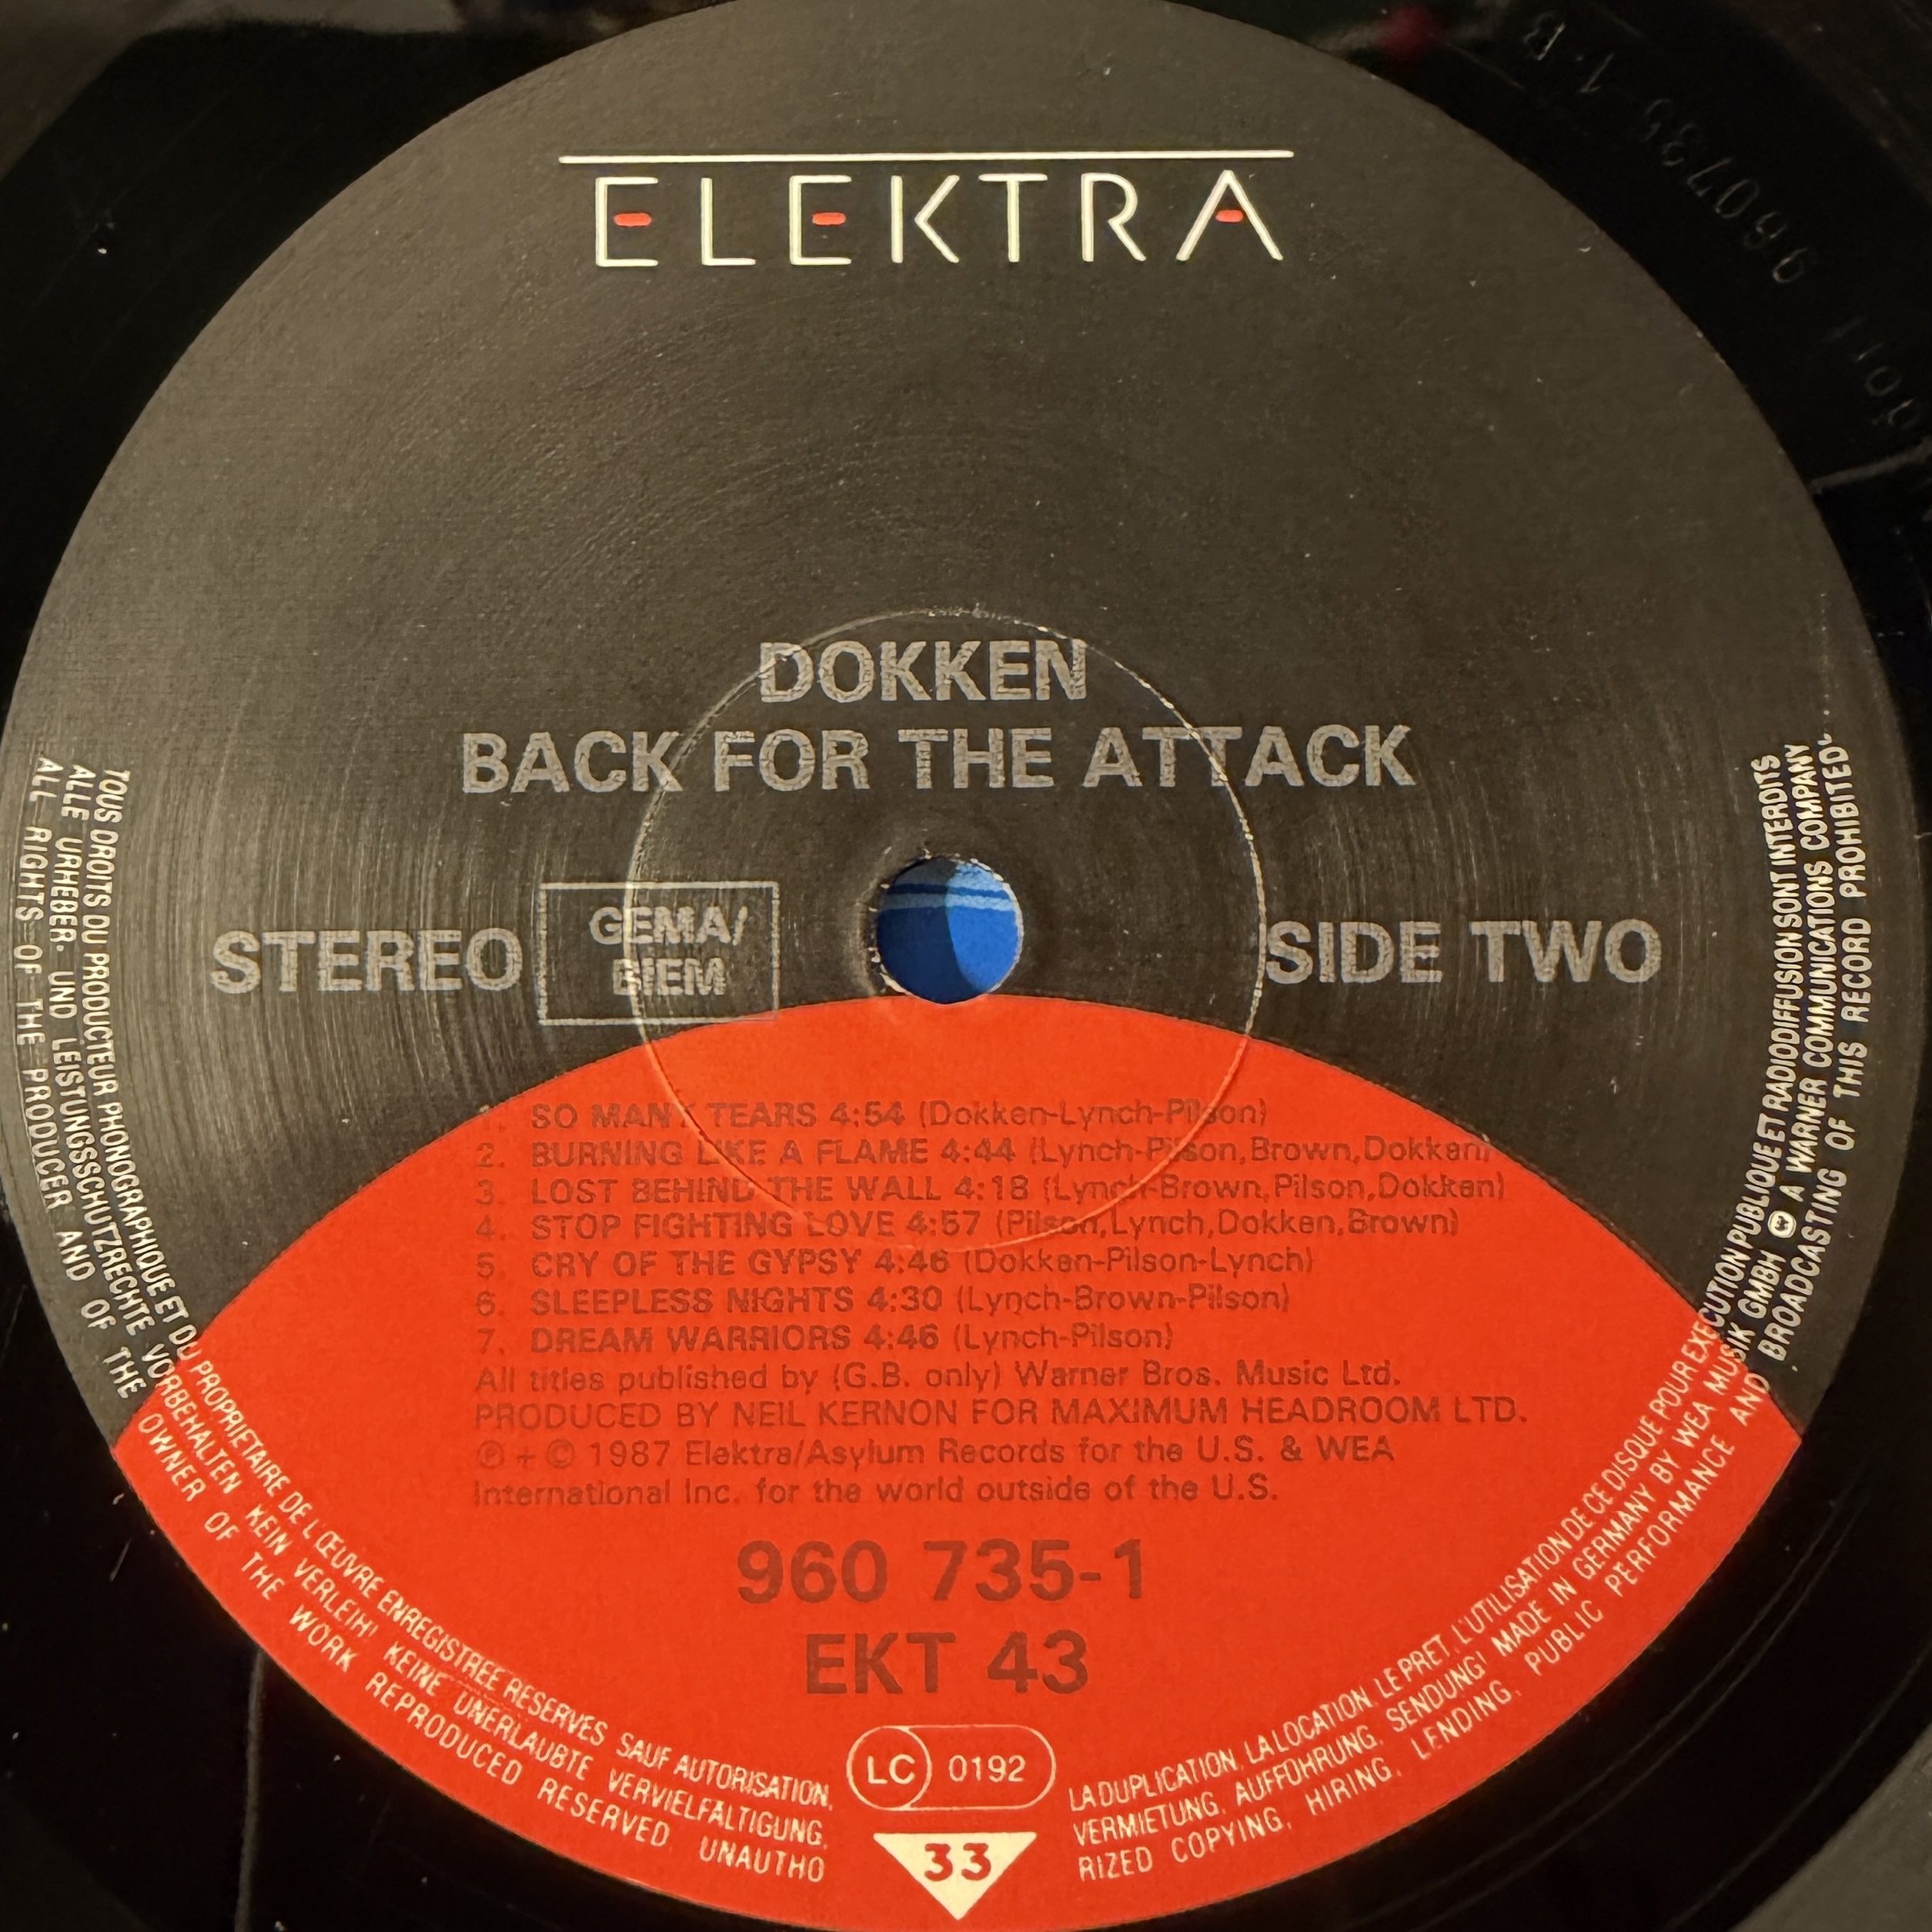 ELEKTRA
DOKKEN
BACK FOR THE ATTACK
STEREO
GEMA/
BIEM
SIDE TWO
1. SO MANY TEARS 4:54 (Dokken-Lynch-Pilson)
2. BURNING LIKE A FLAME 4:44 (Lynch-Pilson,Brown,Dokken)
3. LOST BEHIND THE WALL 4:18 (Lynch-Brown,Pilson,Dokken)
4. STOP FIGHTING LOVE 4:57 (Pilson,Lynch,Dokken,Brown)
5. CRY OF THE GYPSY 4:46 (Dokken-Pilson-Lynch)
6. SLEEPLESS NIGHTS 4:30 (Lynch-Brown-Pilson)
7. DREAM WARRIORS 4:46 (Lynch-Pilson)
All titles published by (G.B. only) Warner Bros. Music Ltd.
PRODUCED BY NEIL KERNON FOR MAXIMUM HEADROOM LTD.
℗ + © 1987 Elektra/Asylum Records for the U.S. & WEA
International Inc. for the world outside of the U.S.
960 735-1
EKT 43
LC 0192
33
TOUS DROITS DU PRODUCTEUR PHONOGRAPHIQUE ET DU PROPRIETAIRE DE L'ŒUVRE ENREGISTREE RESERVES SAUF AUTORISATION, LA DUPLICATION, LA LOCATION, LE PRET, L'UTILISATION DE CE DISQUE POUR EXECUTION PUBLIQUE ET RADIODIFFUSION SONT INTERDITS
ALLE URHEBER- UND LEISTUNGSSCHUTZRECHTE VORBEHALTEN KEIN VERLEIH! KEINE UNERLAUBTE VERVIELFÄLTIGUNG, VERMIETUNG, AUFFÜHRUNG, SENDUNG! MADE IN GERMANY BY WEA MUSIK GMBH A WARNER COMMUNICATIONS COMPANY
ALL RIGHTS OF THE PRODUCER AND OF THE OWNER OF THE WORK REPRODUCED RESERVED UNAUTHORIZED COPYING, HIRING, LENDING, PUBLIC PERFORMANCE AND BROADCASTING OF THIS RECORD PROHIBITED